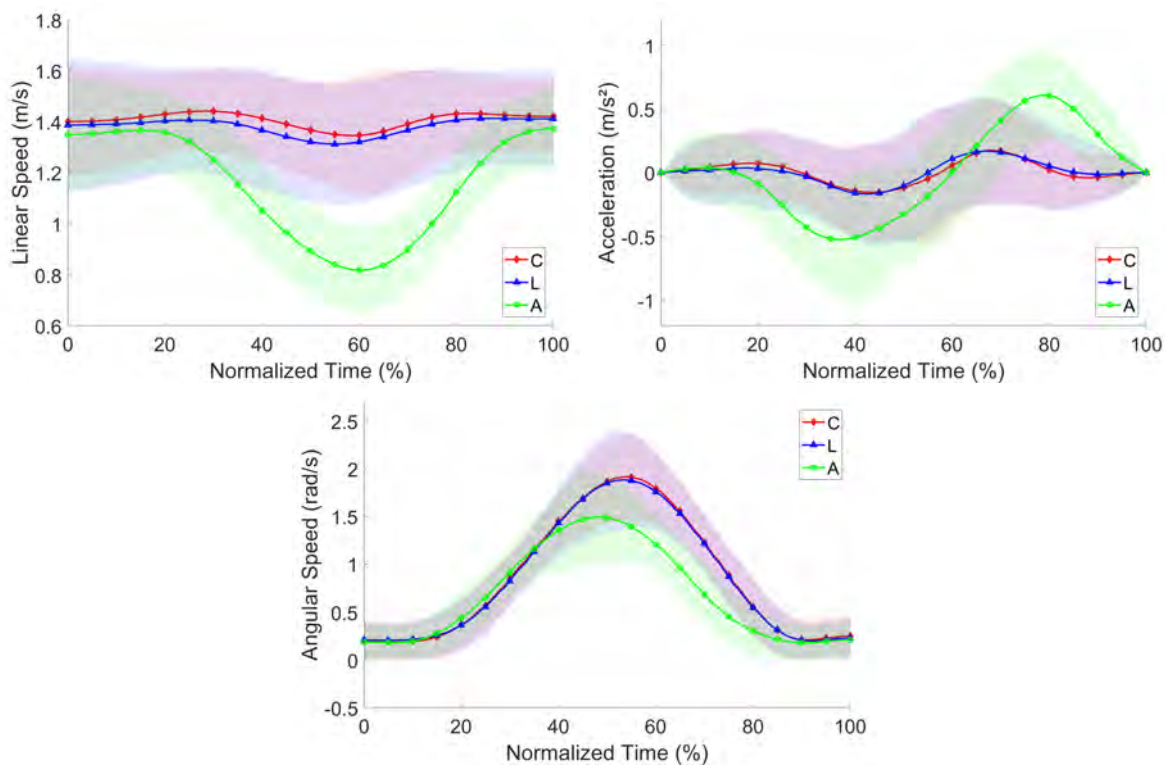 1.8
1.6
1.4
1.2
1
0.8
0.6
Linear Speed (m/s)
0 20 40 60 80 100
Normalized Time (%)
C
L
A
1
0.5
0
-0.5
-1
Acceleration (m/s²)
0 20 40 60 80 100
Normalized Time (%)
C
L
A
2.5
2
1.5
1
0.5
0
-0.5
Angular Speed (rad/s)
0 20 40 60 80 100
Normalized Time (%)
C
L
A